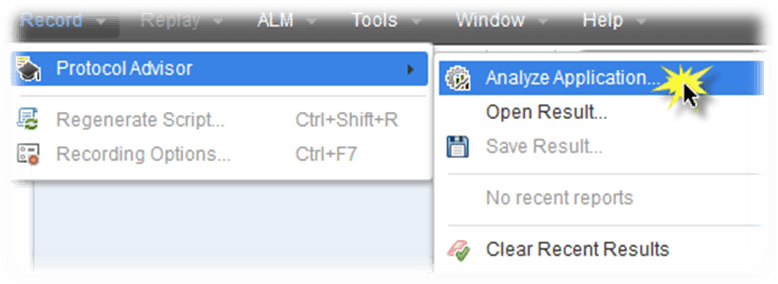 Record Replay ALM Tools Window Help
Protocol Advisor
Analyze Application...
Open Result...
Regenerate Script... Ctrl+Shift+R
Save Result...
Recording Options... Ctrl+F7
No recent reports
Clear Recent Results